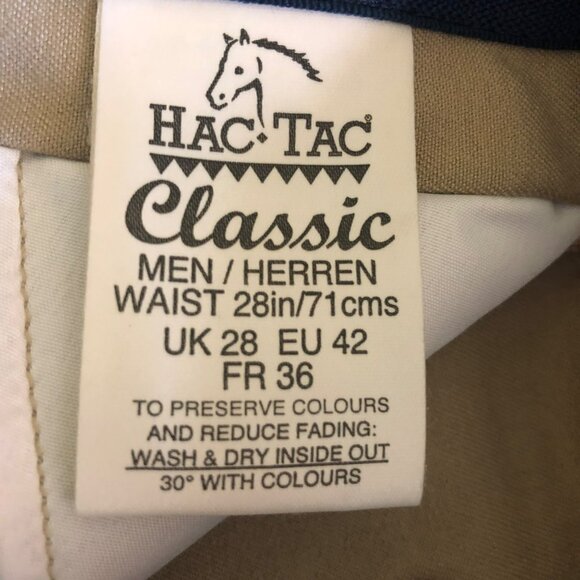 HAC TAC®
Classic
MEN / HERREN
WAIST 28in/71cms
UK 28 EU 42
FR 36
TO PRESERVE COLOURS
AND REDUCE FADING:
WASH & DRY INSIDE OUT
30° WITH COLOURS